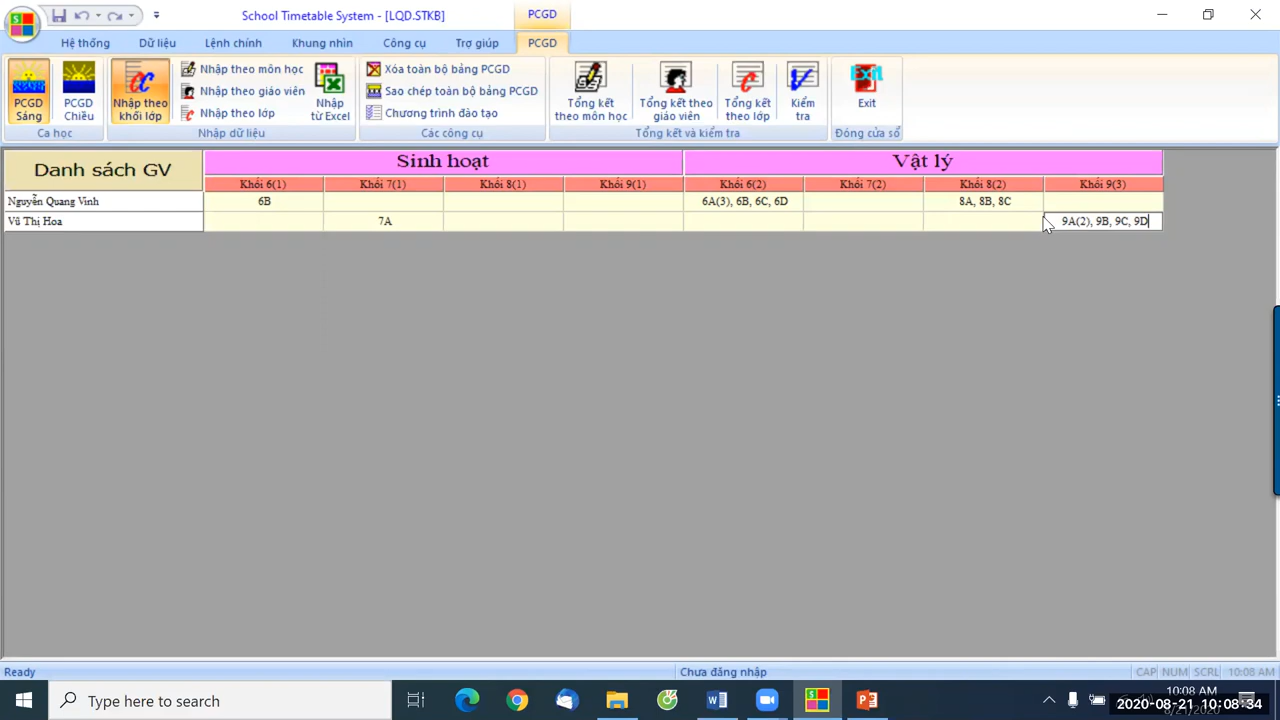 School Timetable System - [LQD.STKB]
PCGD
Hệ thống Dữ liệu Lệnh chính Khung nhìn Công cụ Trợ giúp PCGD
PCGD Sáng
PCGD Chiều
Nhập theo khối lớp
Nhập theo môn học
Nhập theo giáo viên
Nhập theo lớp
Nhập từ Excel
Xóa toàn bộ bảng PCGD
Sao chép toàn bộ bảng PCGD
Chương trình đào tạo
Tổng kết theo môn học
Tổng kết theo giáo viên
Tổng kết theo lớp
Kiểm tra
EXIT
Exit
Ca học Nhập dữ liệu Các công cụ Tổng kết và kiểm tra Đóng cửa sổ
Danh sách GV Sinh hoạt Vật lý
Khối 6(1) Khối 7(1) Khối 8(1) Khối 9(1) Khối 6(2) Khối 7(2) Khối 8(2) Khối 9(3)
Nguyễn Quang Vinh 6B 6A(3), 6B, 6C, 6D 8A, 8B, 8C
Vũ Thị Hoa 7A 9A(2), 9B, 9C, 9D
Ready Chưa đăng nhập CAP NUM SCRL 10:08 AM
Type here to search
10:08 AM
2020-08-21 10:08:34